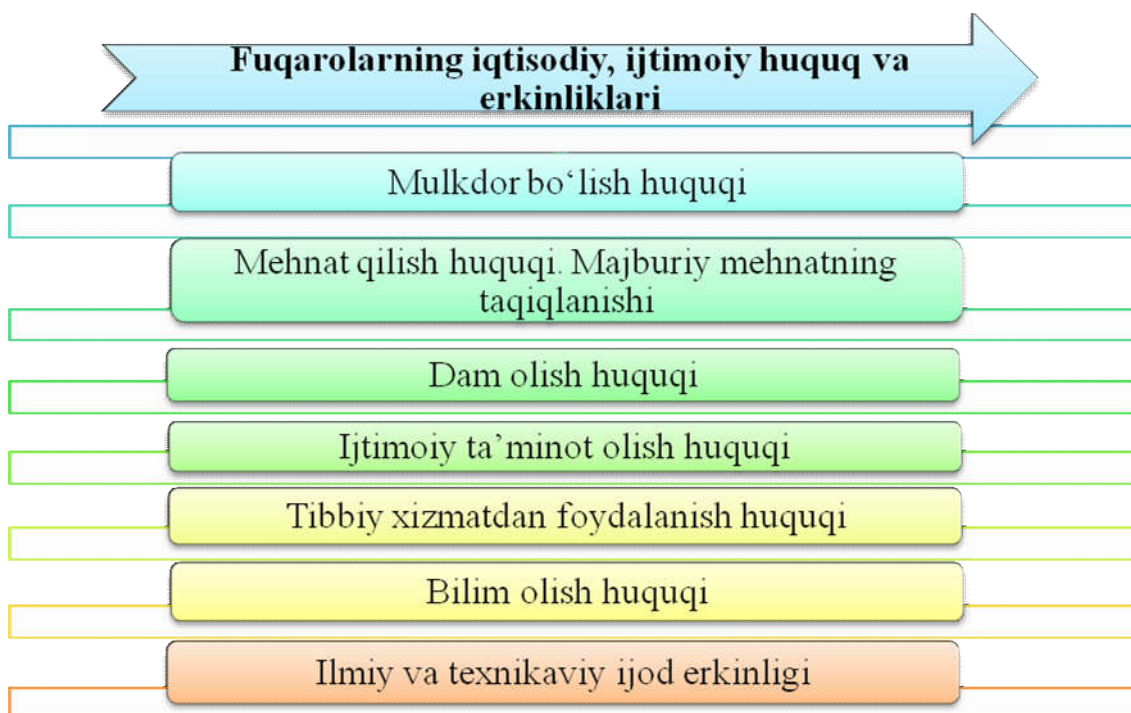 Fuqarolarning iqtisodiy, ijtimoiy huquq va
erkinliklari
Mulkdor bo‘lish huquqi
Mehnat qilish huquqi. Majburiy mehnatning
taqiqlanishi
Dam olish huquqi
Ijtimoiy ta’minot olish huquqi
Tibbiy xizmatdan foydalanish huquqi
Bilim olish huquqi
Ilmiy va texnikaviy ijod erkinligi